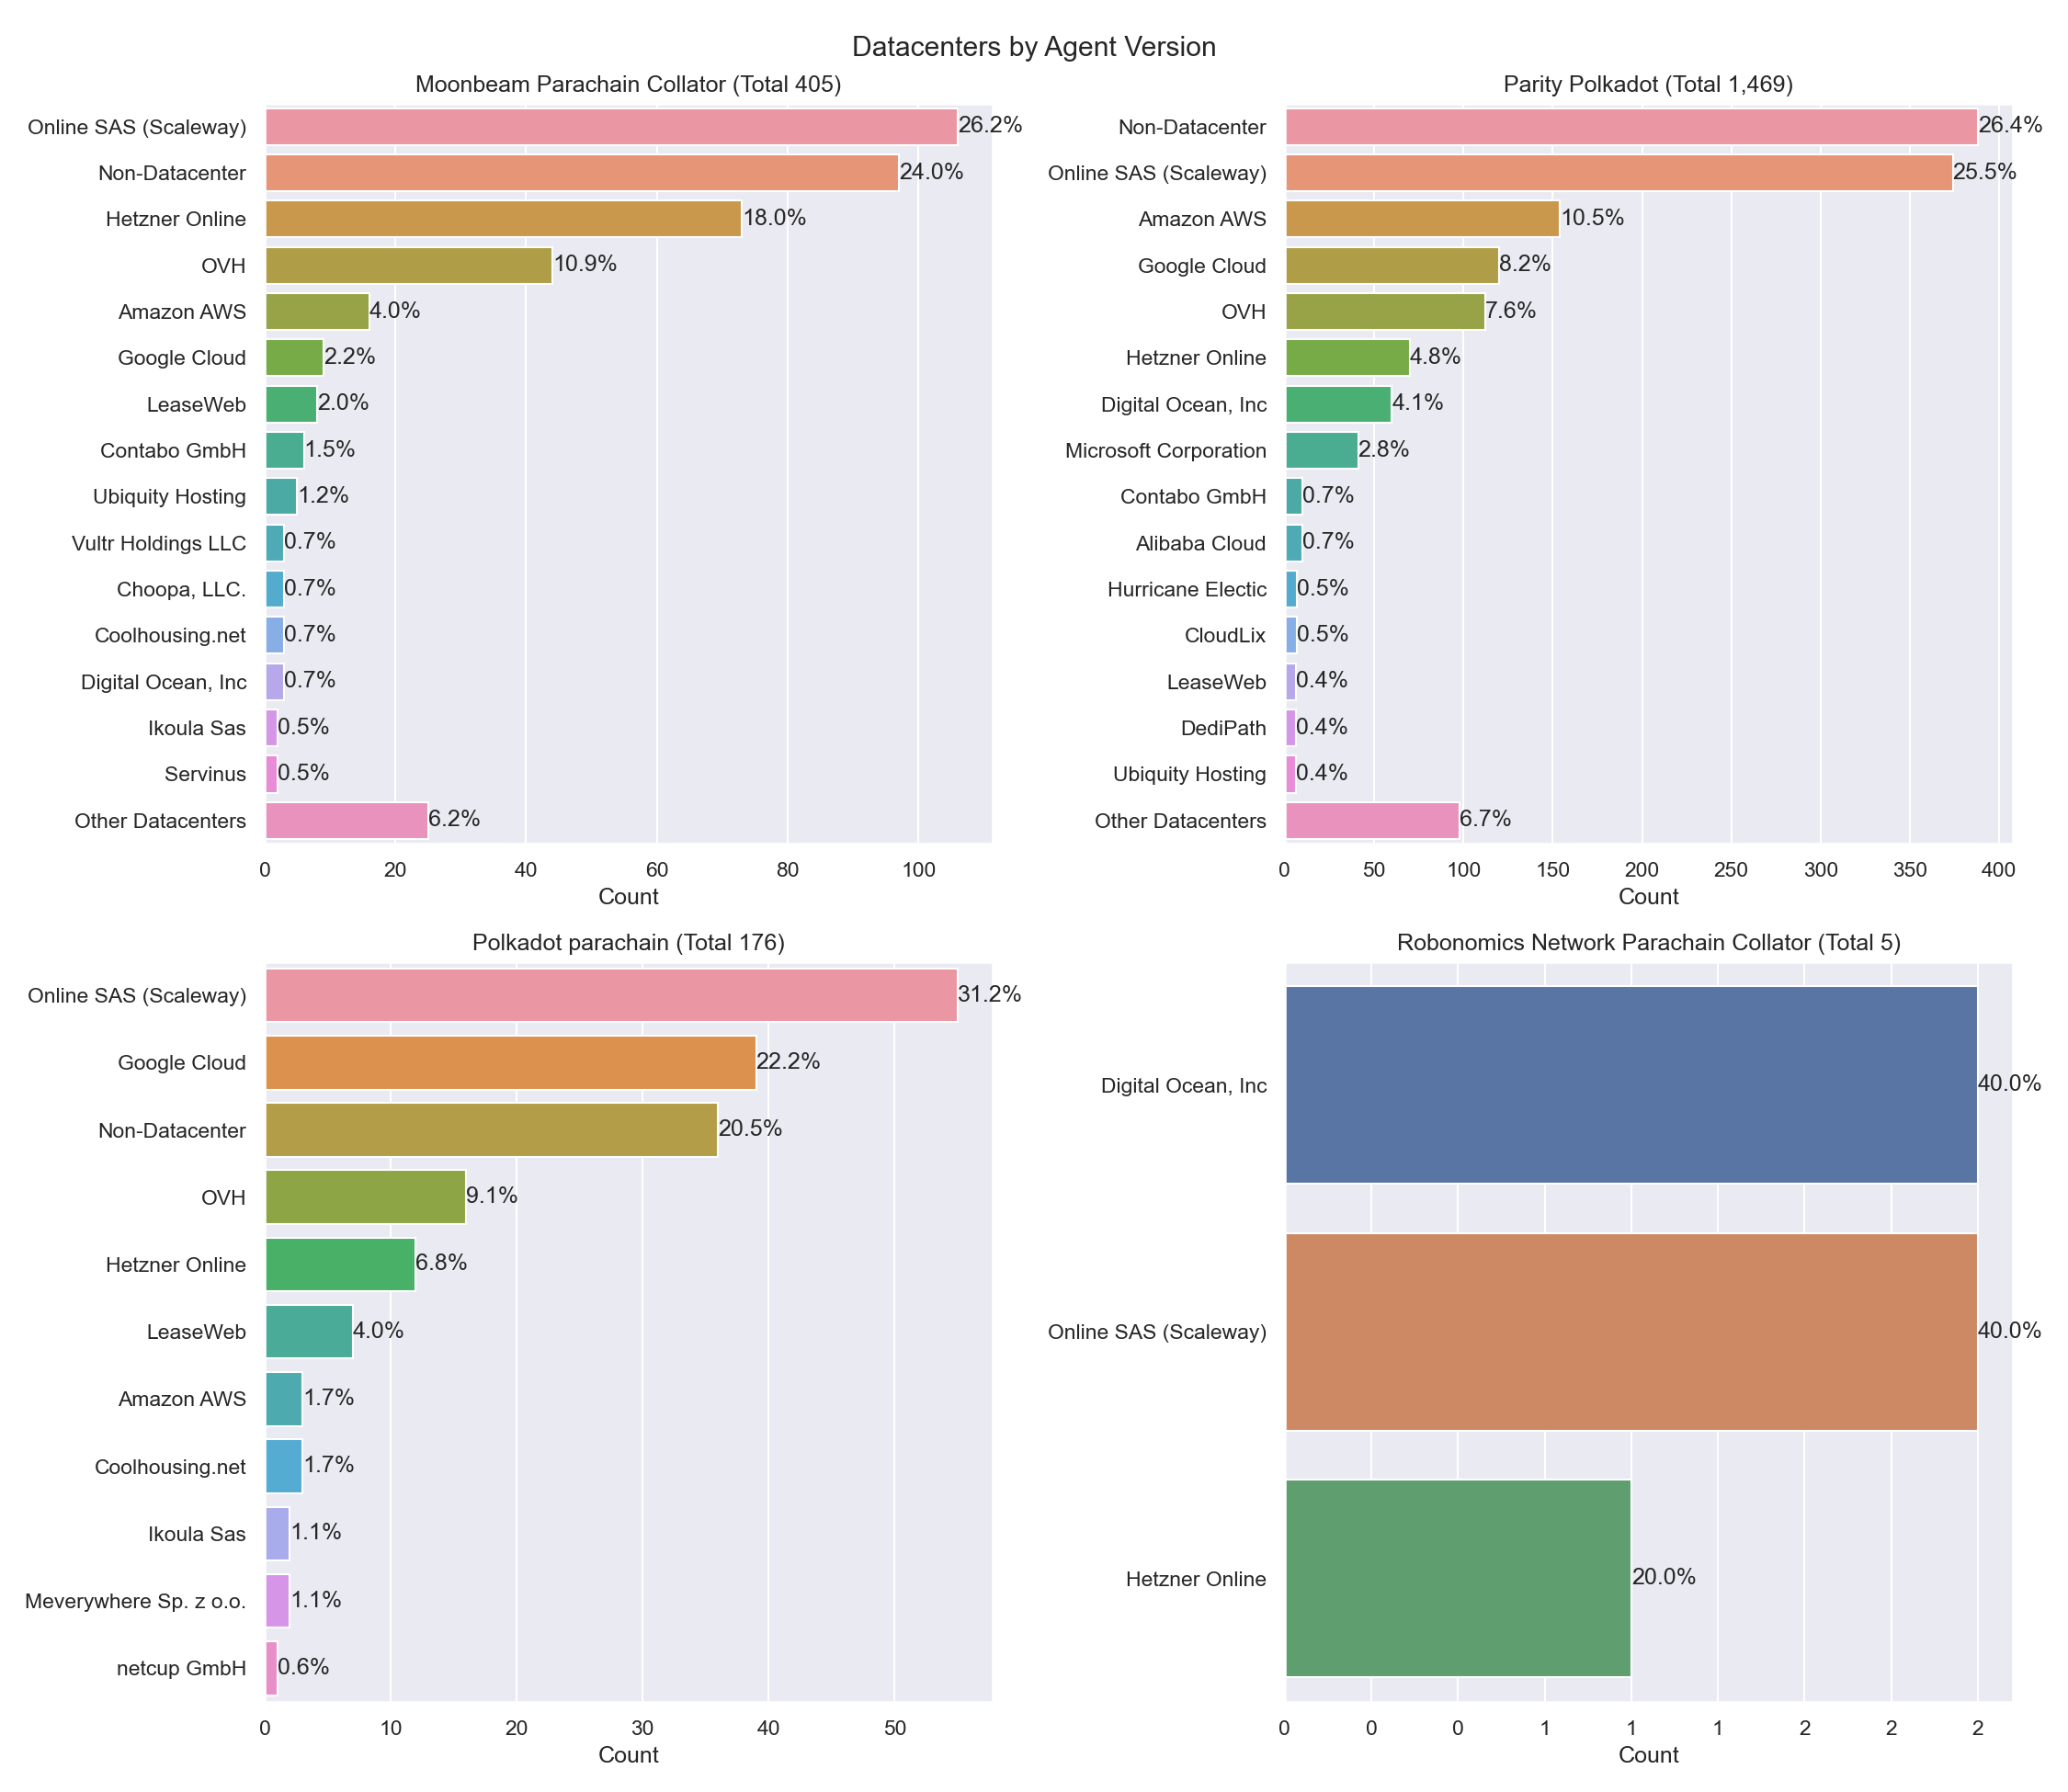 Datacenters by Agent Version
Moonbeam Parachain Collator (Total 405)
Online SAS (Scaleway) 26.2%
Non-Datacenter 24.0%
Hetzner Online 18.0%
OVH 10.9%
Amazon AWS 4.0%
Google Cloud 2.2%
LeaseWeb 2.0%
Contabo GmbH 1.5%
Ubiquity Hosting 1.2%
Vultr Holdings LLC 0.7%
Choopa, LLC. 0.7%
Coolhousing.net 0.7%
Digital Ocean, Inc 0.7%
Ikoula Sas 0.5%
Servinus 0.5%
Other Datacenters 6.2%
0 20 40 60 80 100
Count
Parity Polkadot (Total 1,469)
Non-Datacenter 26.4%
Online SAS (Scaleway) 25.5%
Amazon AWS 10.5%
Google Cloud 8.2%
OVH 7.6%
Hetzner Online 4.8%
Digital Ocean, Inc 4.1%
Microsoft Corporation 2.8%
Contabo GmbH 0.7%
Alibaba Cloud 0.7%
Hurricane Electic 0.5%
CloudLix 0.5%
LeaseWeb 0.4%
DediPath 0.4%
Ubiquity Hosting 0.4%
Other Datacenters 6.7%
0 50 100 150 200 250 300 350 400
Count
Polkadot parachain (Total 176)
Online SAS (Scaleway) 31.2%
Google Cloud 22.2%
Non-Datacenter 20.5%
OVH 9.1%
Hetzner Online 6.8%
LeaseWeb 4.0%
Amazon AWS 1.7%
Coolhousing.net 1.7%
Ikoula Sas 1.1%
Meverywhere Sp. z o.o. 1.1%
netcup GmbH 0.6%
0 10 20 30 40 50
Count
Robonomics Network Parachain Collator (Total 5)
Digital Ocean, Inc 40.0%
Online SAS (Scaleway) 40.0%
Hetzner Online 20.0%
0 0 0 1 1 1 2 2 2
Count